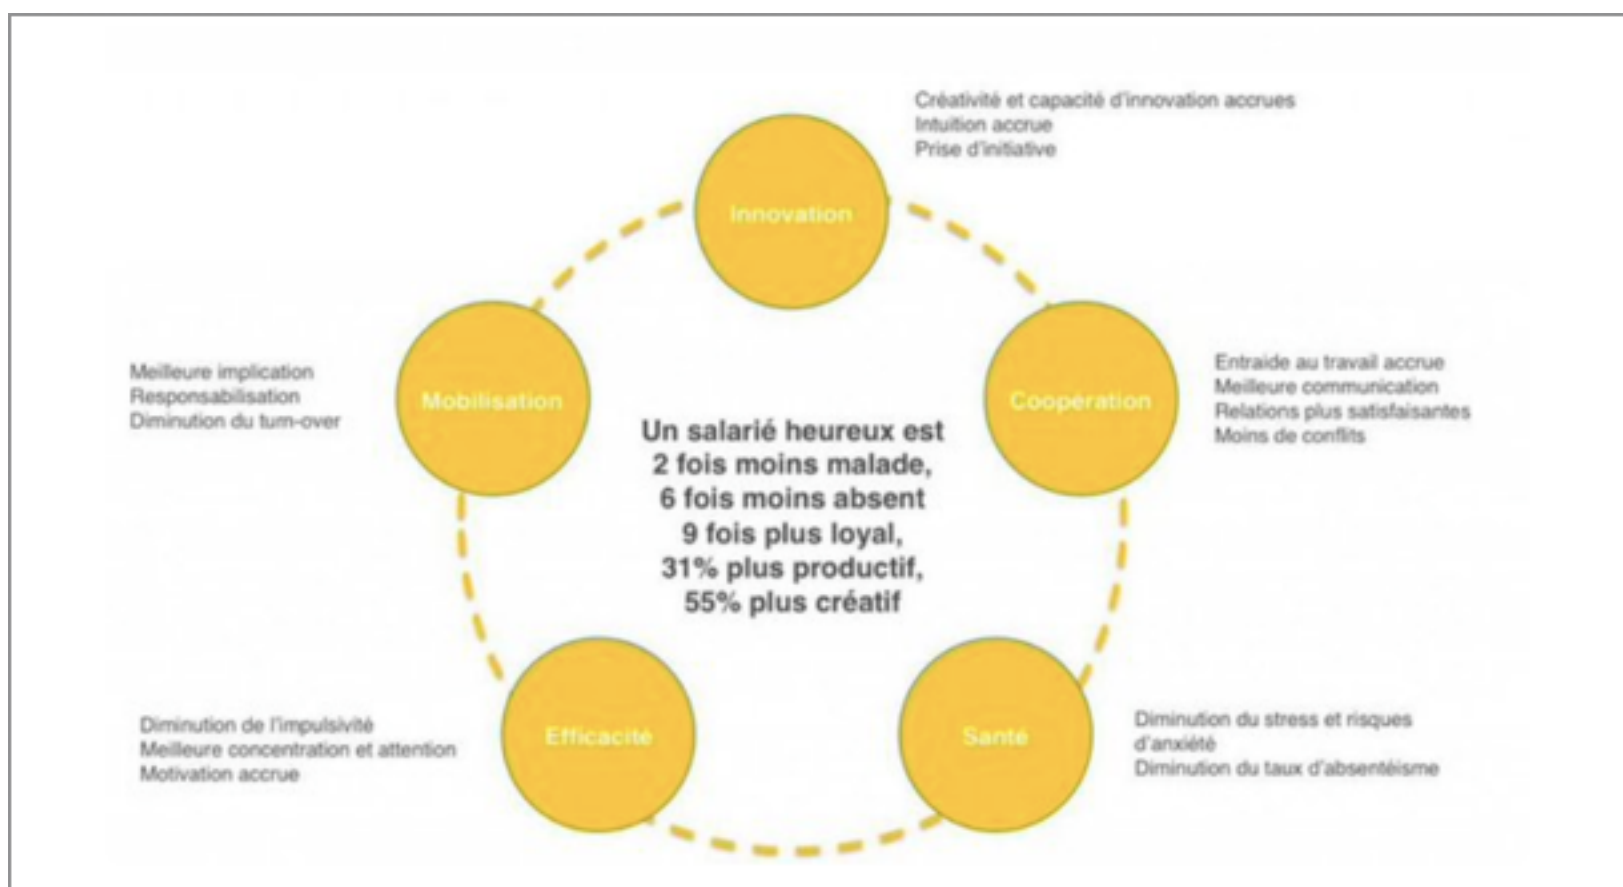 Créativité et capacité d'innovation accrues
Intuition accrue
Prise d'initiative
Innovation
Coopération
Entraide au travail accrue
Meilleure communication
Relations plus satisfaisantes
Moins de conflits
Meilleure implication
Responsabilisation
Diminution du turn-over
Mobilisation
Un salarié heureux est
2 fois moins malade,
6 fois moins absent
9 fois plus loyal,
31% plus productif,
55% plus créatif
Diminution de l'impulsivité
Meilleure concentration et attention
Motivation accrue
Efficacité
Santé
Diminution du stress et risques
d'anxiété
Diminution du taux d'absentéisme